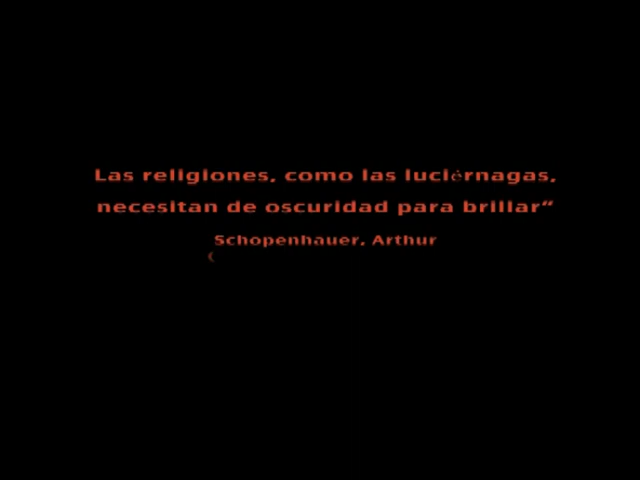 Las religiones, como las luciérnagas,
necesitan de oscuridad para brillar”
Schopenhauer, Arthur
(